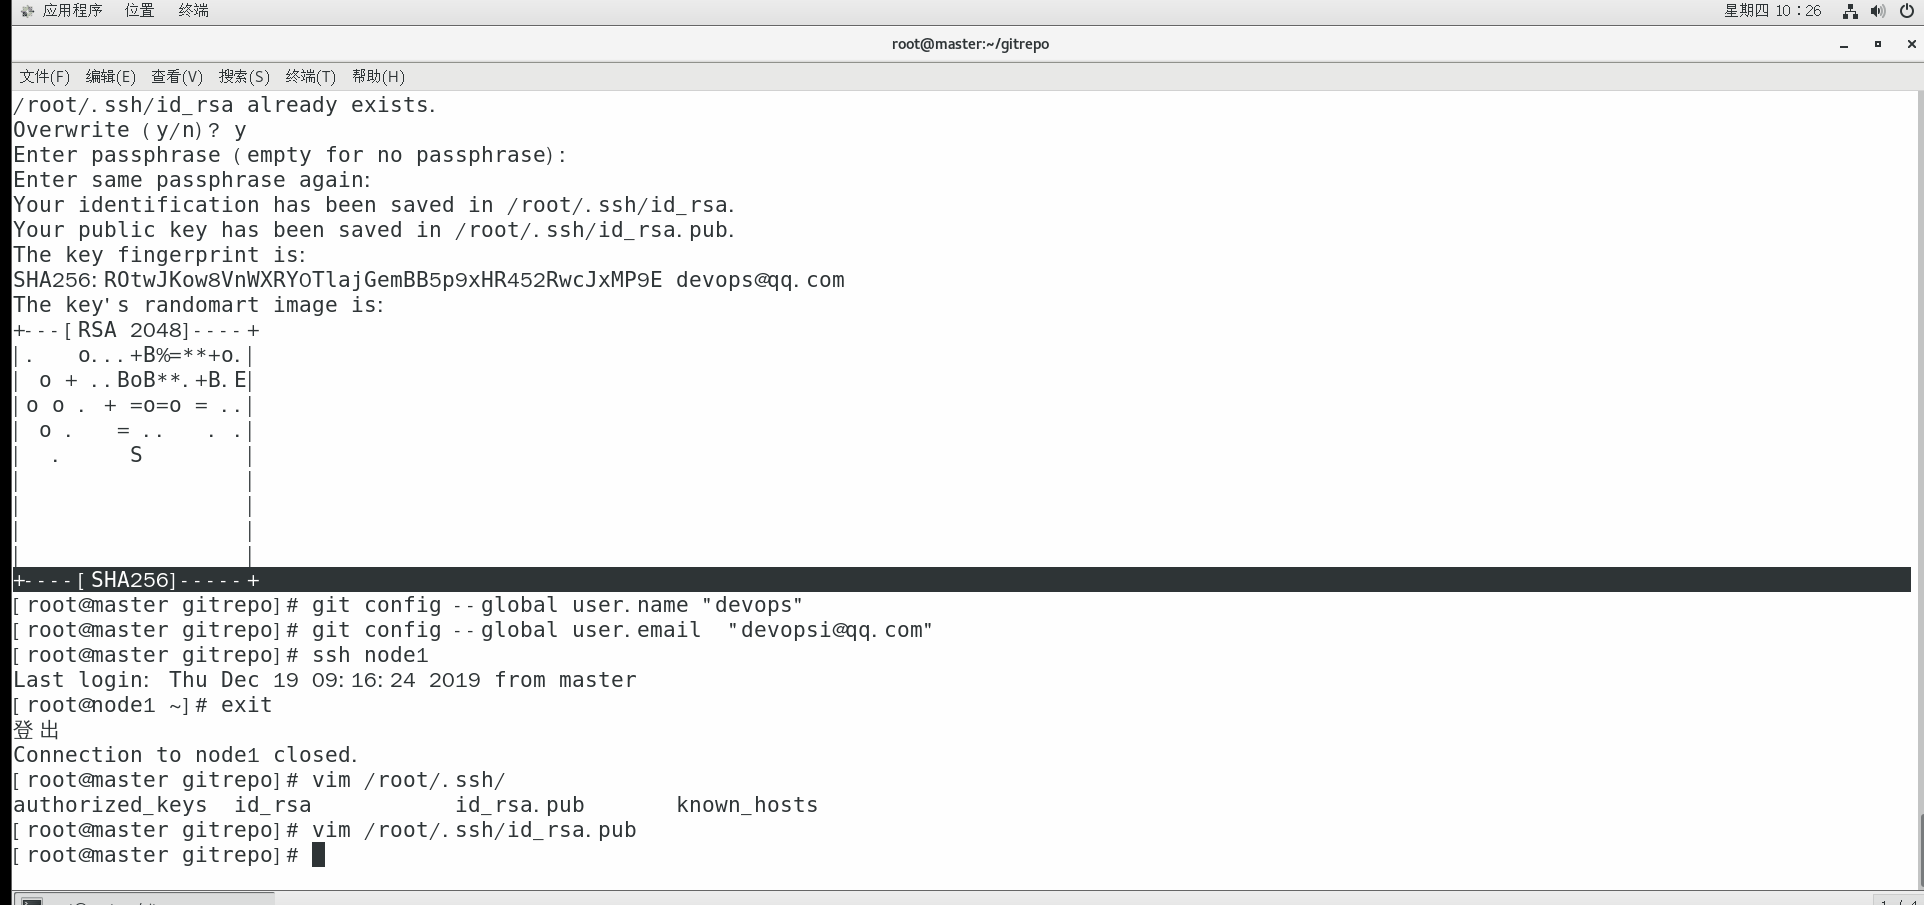 应用程序 位置 终端 星期四 10：26
root@master:~/gitrepo
文件(F) 编辑(E) 查看(V) 搜索(S) 终端(T) 帮助(H)
/root/.ssh/id_rsa already exists.
Overwrite (y/n)? y
Enter passphrase (empty for no passphrase):
Enter same passphrase again:
Your identification has been saved in /root/.ssh/id_rsa.
Your public key has been saved in /root/.ssh/id_rsa.pub.
The key fingerprint is:
SHA256:ROtwJKow8VnWXRY0TlajGemBB5p9xHR452RwcJxMP9E devops@qq.com
The key's randomart image is:
+---[RSA 2048]----+
|.   o...+B%=**+o.|
| o + ..BoB**.+B.E|
|o o . + =o=o = ..|
| o .   = ..   . .|
|  .     S        |
|                 |
|                 |
|                 |
|                 |
+----[SHA256]-----+
[root@master gitrepo]# git config --global user.name "devops"
[root@master gitrepo]# git config --global user.email  "devopsi@qq.com"
[root@master gitrepo]# ssh node1
Last login: Thu Dec 19 09:16:24 2019 from master
[root@node1 ~]# exit
登出
Connection to node1 closed.
[root@master gitrepo]# vim /root/.ssh/
authorized_keys  id_rsa           id_rsa.pub       known_hosts
[root@master gitrepo]# vim /root/.ssh/id_rsa.pub
[root@master gitrepo]#